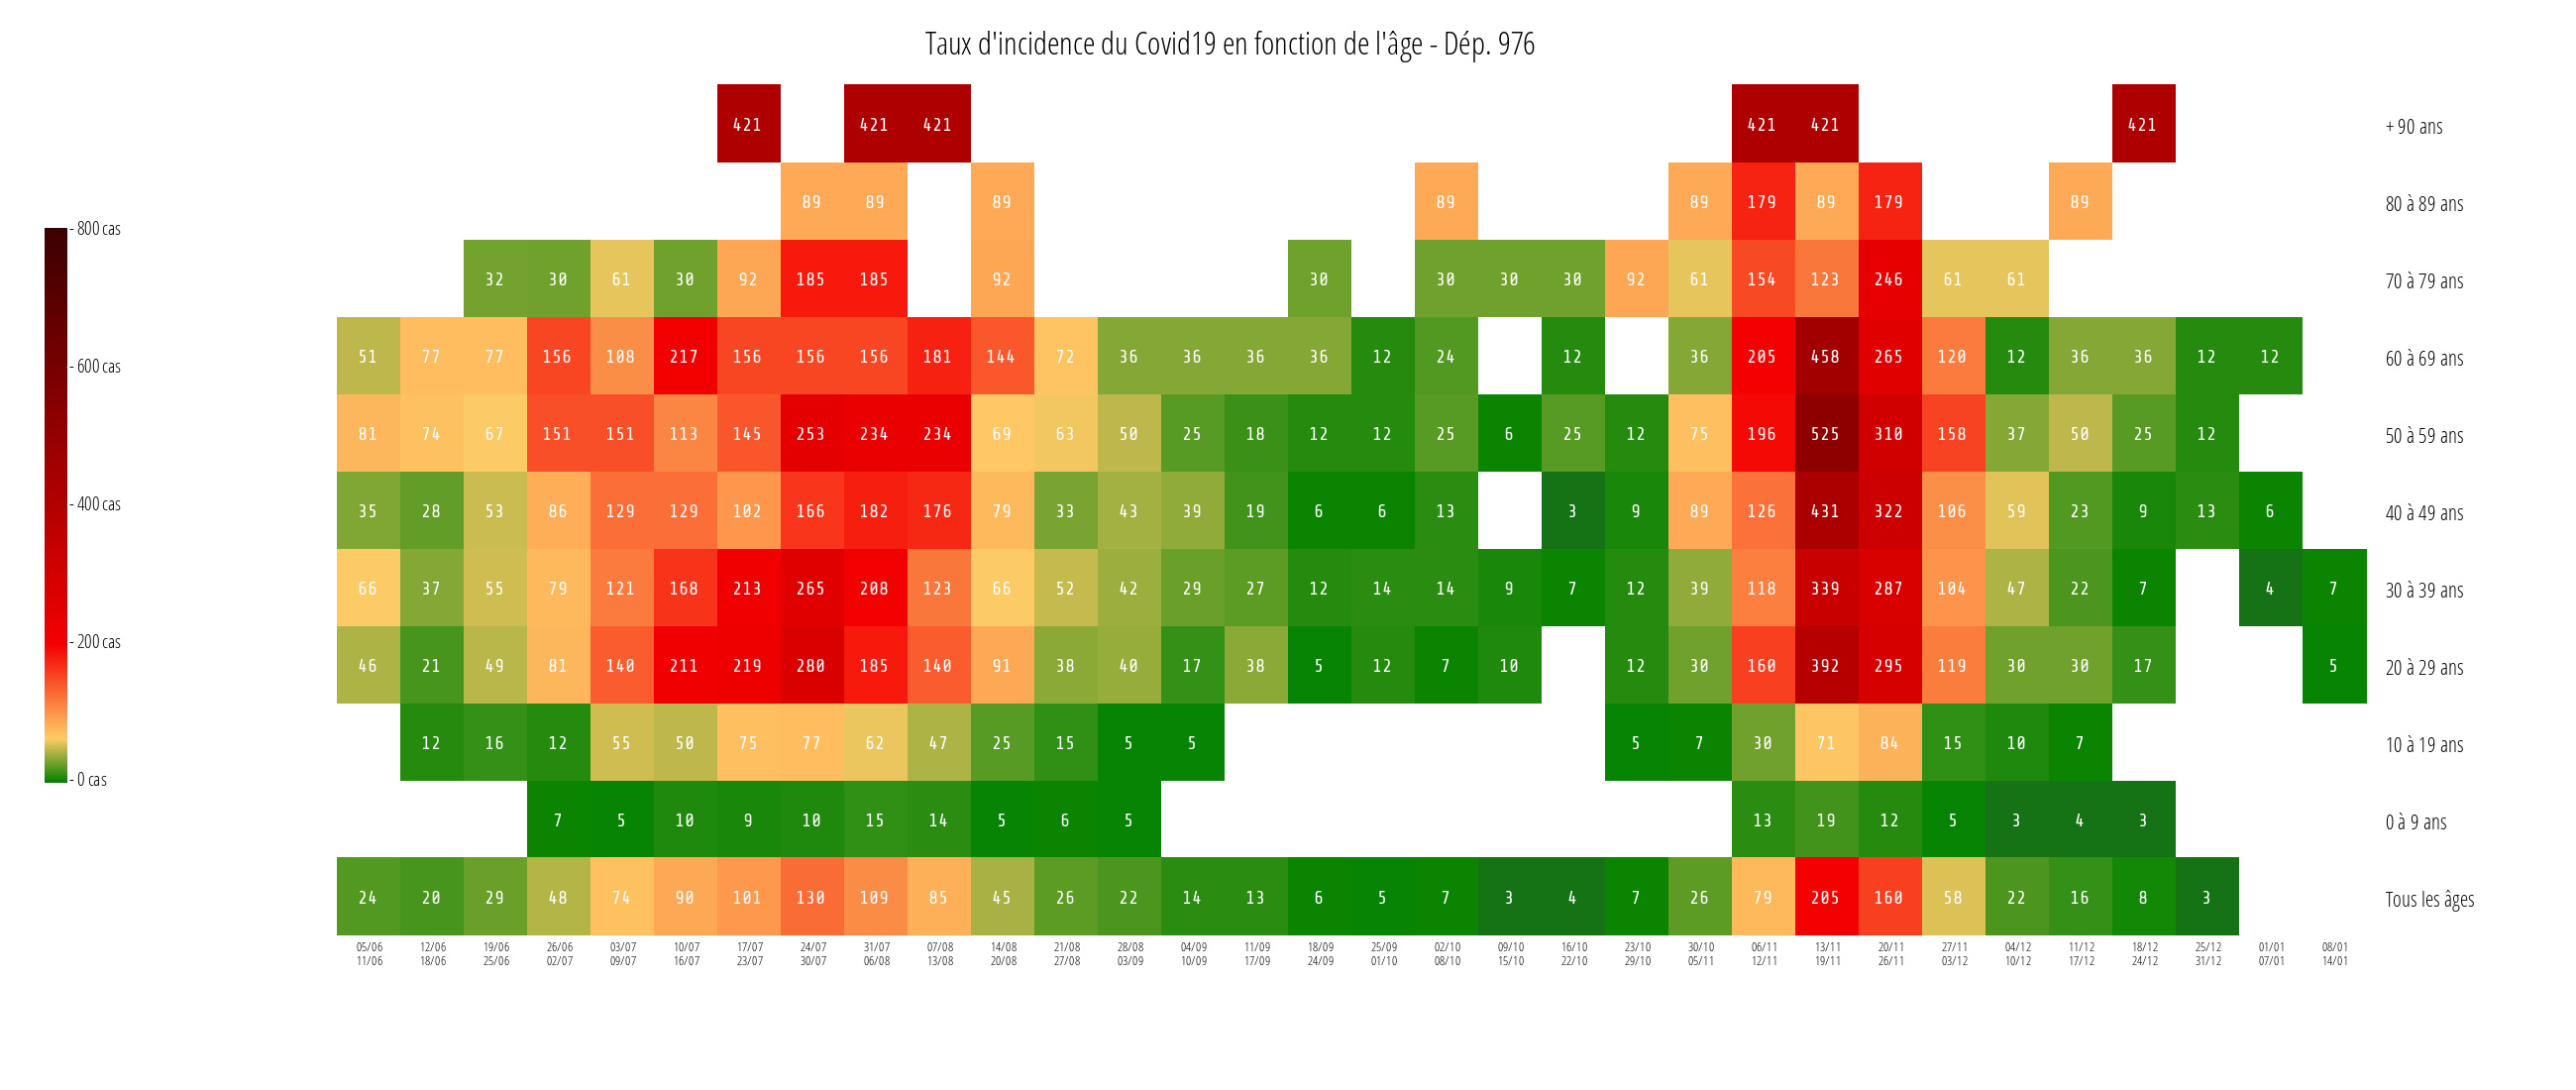 Taux d'incidence du Covid19 en fonction de l'âge - Dép. 976
- 800 cas
- 600 cas
- 400 cas
- 200 cas
- 0 cas
421 421 421 421 421 421 + 90 ans
89 89 89 89 89 179 89 179 89 80 à 89 ans
32 30 61 30 92 185 185 92 30 30 30 30 92 61 154 123 246 61 61 70 à 79 ans
51 77 77 156 108 217 156 156 156 181 144 72 36 36 36 36 12 24 12 36 205 458 265 120 12 36 36 12 12 60 à 69 ans
81 74 67 151 151 113 145 253 234 234 69 63 50 25 18 12 12 25 6 25 12 75 196 525 310 158 37 50 25 12 50 à 59 ans
35 28 53 86 129 129 102 166 182 176 79 33 43 39 19 6 6 13 3 9 89 126 431 322 106 59 23 9 13 6 40 à 49 ans
66 37 55 79 121 168 213 265 208 123 66 52 42 29 27 12 14 14 9 7 12 39 118 339 287 104 47 22 7 4 7 30 à 39 ans
46 21 49 81 140 211 219 280 185 140 91 38 40 17 38 5 12 7 10 12 30 160 392 295 119 30 30 17 5 20 à 29 ans
12 16 12 55 50 75 77 62 47 25 15 5 5 5 7 30 71 84 15 10 7 10 à 19 ans
7 5 10 9 10 15 14 5 6 5 13 19 12 5 3 4 3 0 à 9 ans
24 20 29 48 74 90 101 130 109 85 45 26 22 14 13 6 5 7 3 4 7 26 79 205 160 58 22 16 8 3 Tous les âges
05/06 12/06 19/06 26/06 03/07 10/07 17/07 24/07 31/07 07/08 14/08 21/08 28/08 04/09 11/09 18/09 25/09 02/10 09/10 16/10 23/10 30/10 06/11 13/11 20/11 27/11 04/12 11/12 18/12 25/12 01/01 08/01
11/06 18/06 25/06 02/07 09/07 16/07 23/07 30/07 06/08 13/08 20/08 27/08 03/09 10/09 17/09 24/09 01/10 08/10 15/10 22/10 29/10 05/11 12/11 19/11 26/11 03/12 10/12 17/12 24/12 31/12 07/01 14/01